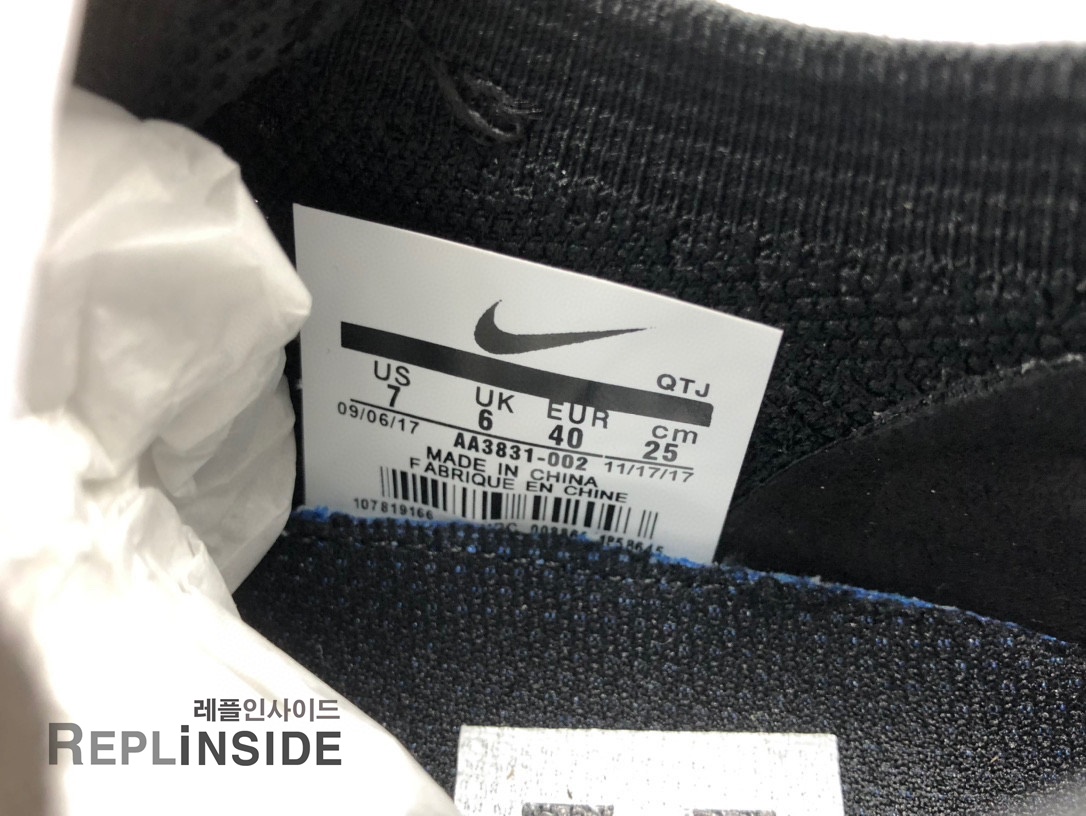 QTJ
US UK EUR cm
7 6 40 25
09/06/17 AA3831-002 11/17/17
MADE IN CHINA
FABRIQUE EN CHINE
107819166
레플인사이드
REPLINSIDE